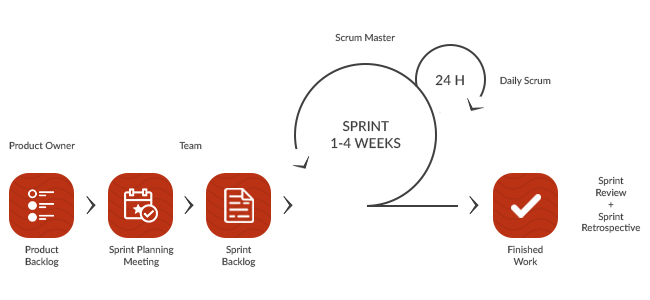 Scrum Master
24 H
Daily Scrum
SPRINT
1-4 WEEKS
Product Owner
Team
Product
Backlog
Sprint Planning
Meeting
Sprint
Backlog
Finished
Work
Sprint
Review
+
Sprint
Retrospective